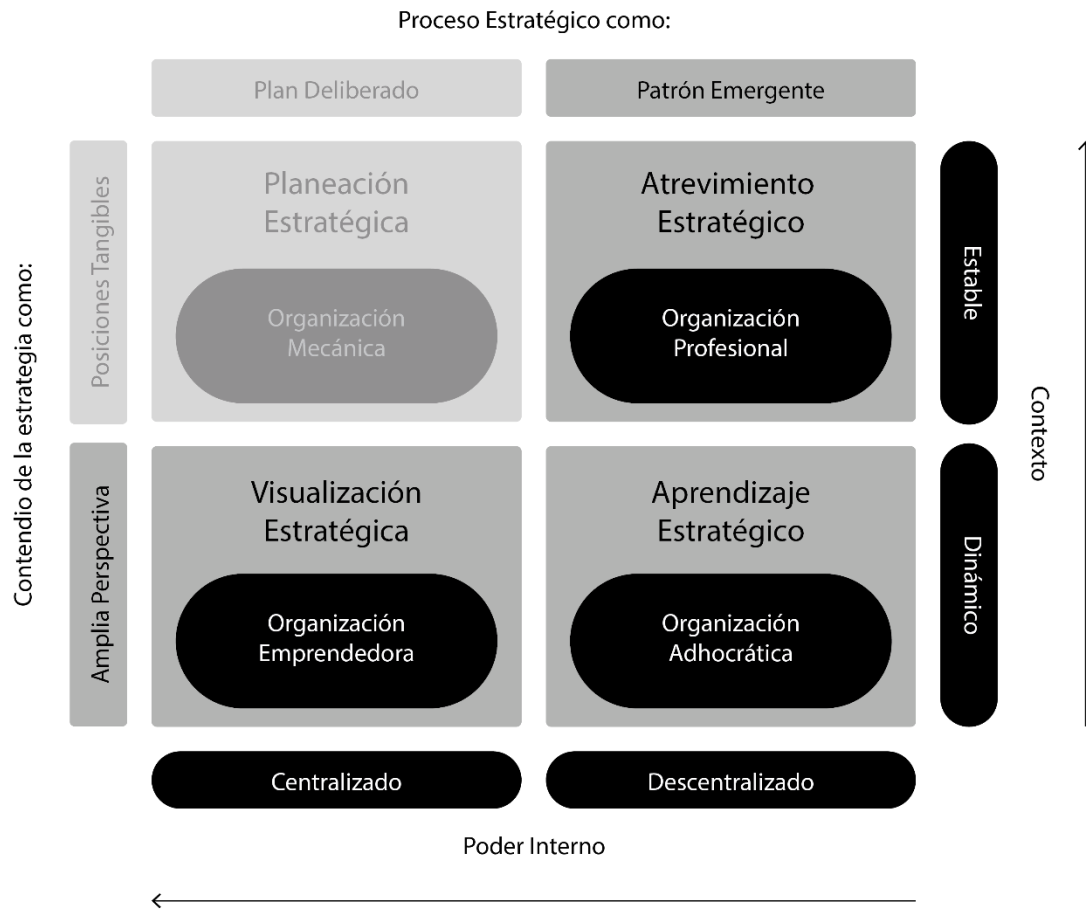 Proceso Estratégico como:
Plan Deliberado
Patrón Emergente
Contendio de la estrategia como:
Posiciones Tangibles
Planeación
Estratégica
Organización
Mecánica
Atrevimiento
Estratégico
Organización
Profesional
Estable
Contexto
Amplia Perspectiva
Visualización
Estratégica
Organización
Emprendedora
Aprendizaje
Estratégico
Organización
Adhocrática
Dinámico
Centralizado
Descentralizado
Poder Interno